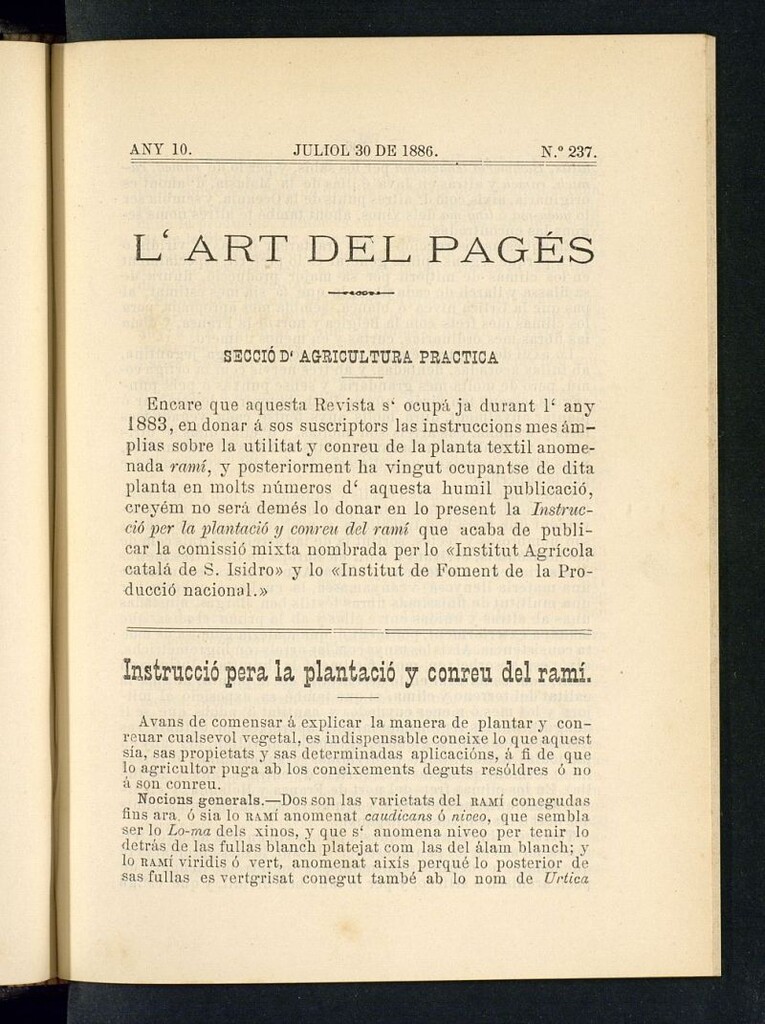 ANY 10. JULIOL 30 DE 1886. N.º 237.
L‘ ART DEL PAGÉS
SECCIÓ D‘ AGRICULTURA PRACTICA
Encare que aquesta Revista s‘ ocupá ja durant l‘ any
1883, en donar á sos suscriptors las instruccions mes ám-
plias sobre la utilitat y conreu de la planta textil anome-
nada ramí, y posteriorment ha vingut ocupantse de dita
planta en molts números d‘ aquesta humil publicació,
creyém no será demés lo donar en lo present la Instruc-
ció per la plantació y conreu del ramí que acaba de publi-
car la comissió mixta nombrada per lo «Institut Agrícola
catalá de S. Isidro» y lo «Institut de Foment de la Pro-
ducció nacional.»
Instrucció pera la plantació y conreu del ramí.
Avans de comensar á explicar la manera de plantar y con-
reuar cualsevol vegetal, es indispensable coneixe lo que aquest
sía, sas propietats y sas determinadas aplicacións, á fi de que
lo agricultor puga ab los coneixements deguts resóldres ó no
á son conreu.
Nocions generals.—Dos son las varietats del RAMÍ conegudas
fins ara, ó sia lo RAMÍ anomenat caudicans ó niveo, que sembla
ser lo Lo-ma dels xinos, y que s‘ anomena niveo per tenir lo
detrás de las fullas blanch platejat com las del álam blanch; y
lo RAMÍ viridis ó vert, anomenat aixís perqué lo posterior de
sas fullas es vertgrisat conegut també ab lo nom de Urtica